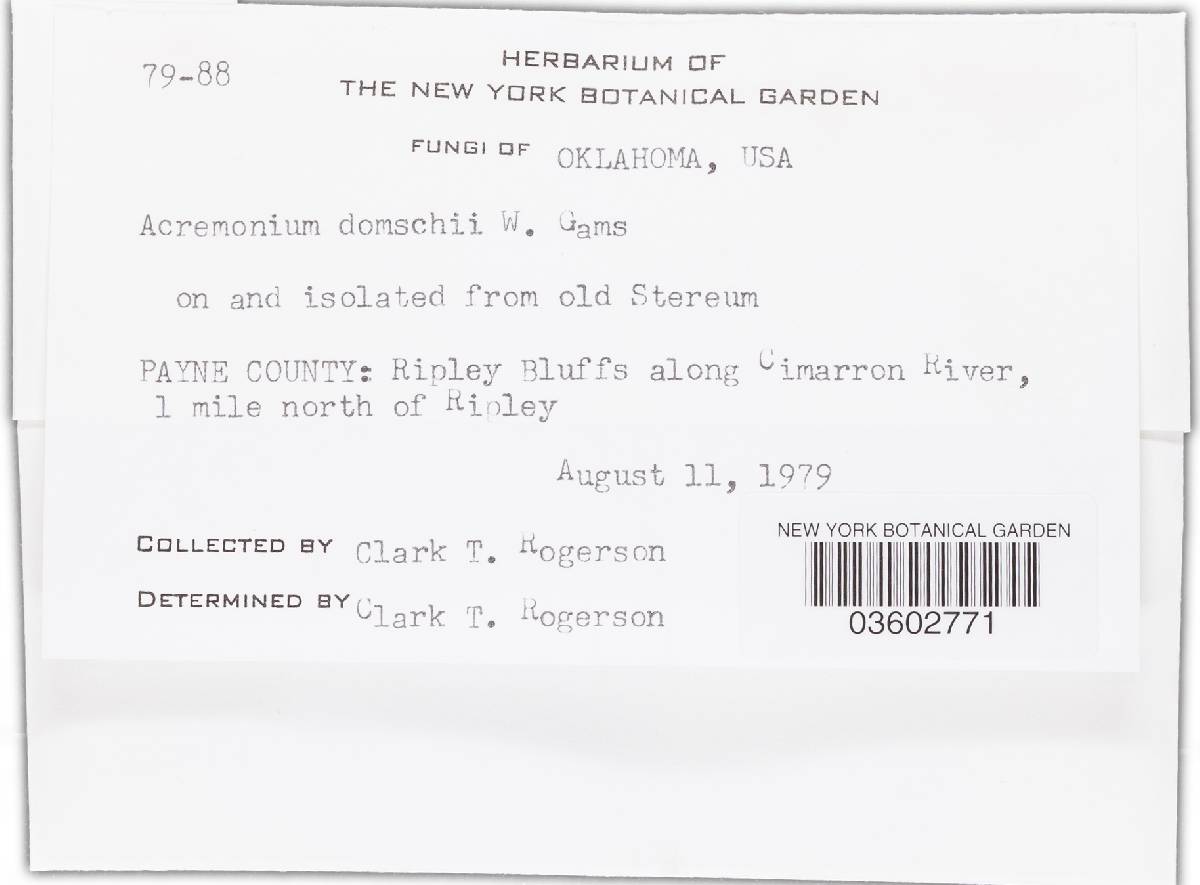 79-88
HERBARIUM OF
THE NEW YORK BOTANICAL GARDEN
FUNGI OF OKLAHOMA, USA
Acremonium domschii W. Gams
on and isolated from old Stereum
PAYNE COUNTY: Ripley Bluffs along Cimarron River,
1 mile north of Ripley
August 11, 1979
COLLECTED BY Clark T. Rogerson
DETERMINED BY Clark T. Rogerson
NEW YORK BOTANICAL GARDEN
03602771